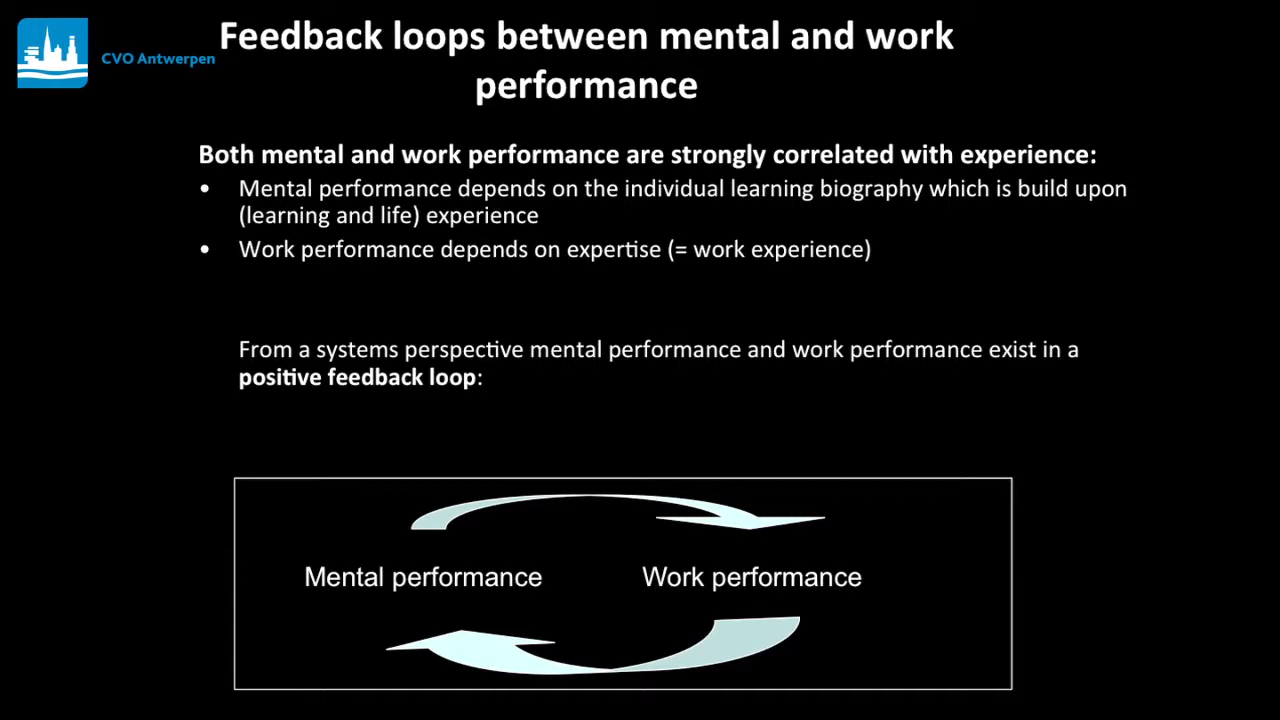 Feedback loops between mental and work
performance
CVO Antwerpen
Both mental and work performance are strongly correlated with experience:
• Mental performance depends on the individual learning biography which is build upon
(learning and life) experience
• Work performance depends on expertise (= work experience)
From a systems perspective mental performance and work performance exist in a
positive feedback loop:
Mental performance
Work performance